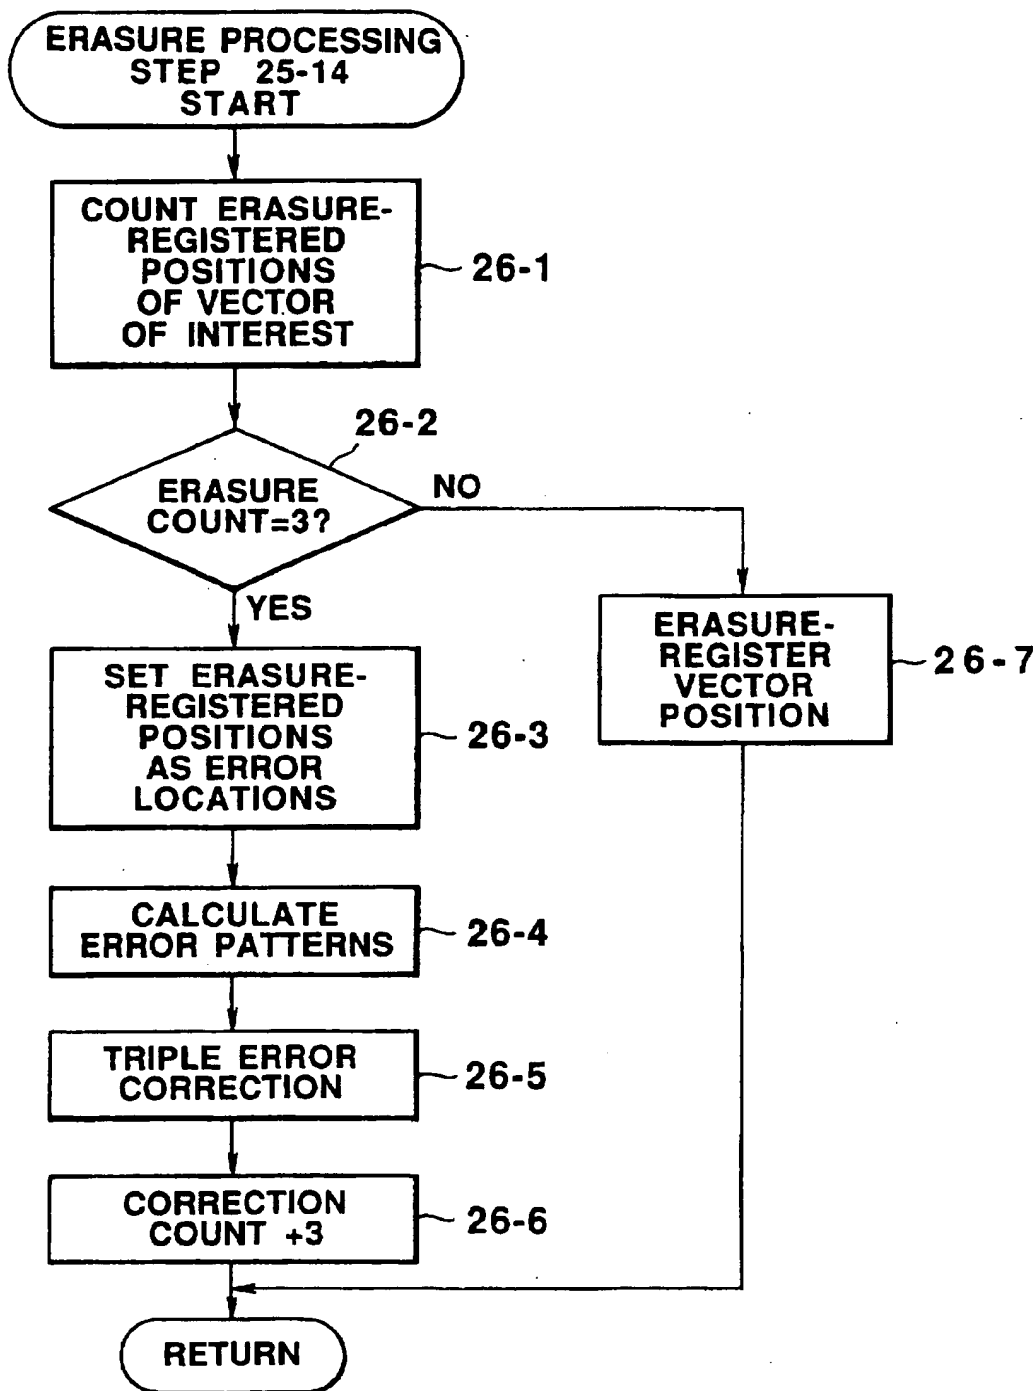 ERASURE PROCESSING
STEP 25-14
START
COUNT ERASURE-
REGISTERED
POSITIONS
OF VECTOR
OF INTEREST
26-1
26-2
ERASURE
COUNT=3?
NO
YES
ERASURE-
REGISTER
VECTOR
POSITION
26-7
SET ERASURE-
REGISTERED
POSITIONS
AS ERROR
LOCATIONS
26-3
CALCULATE
ERROR PATTERNS
26-4
TRIPLE ERROR
CORRECTION
26-5
CORRECTION
COUNT +3
26-6
RETURN